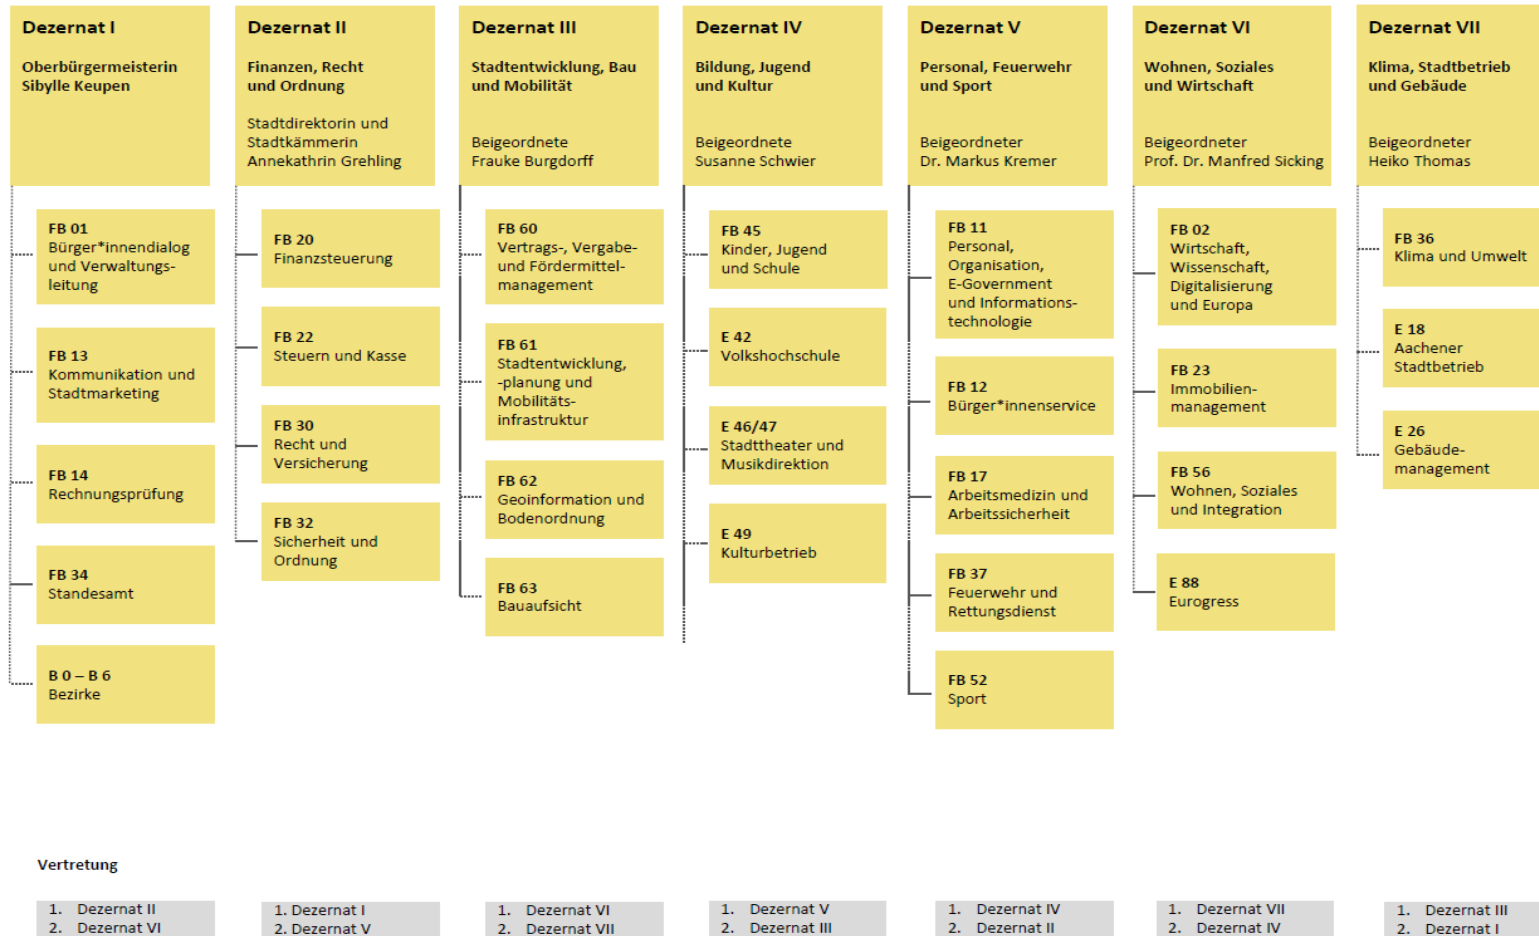 Dezernat I
Oberbürgermeisterin
Sibylle Keupen
FB 01
Bürger*innendialog
und Verwaltungs-
leitung
FB 13
Kommunikation und
Stadtmarketing
FB 14
Rechnungsprüfung
FB 34
Standesamt
B 0 – B 6
Bezirke
Dezernat II
Finanzen, Recht
und Ordnung
Stadtdirektorin und
Stadtkämmerin
Annekathrin Grehling
FB 20
Finanzsteuerung
FB 22
Steuern und Kasse
FB 30
Recht und
Versicherung
FB 32
Sicherheit und
Ordnung
Dezernat III
Stadtentwicklung, Bau
und Mobilität
Beigeordnete
Frauke Burgdorff
FB 60
Vertrags-, Vergabe-
und Fördermittel-
management
FB 61
Stadtentwicklung,
-planung und
Mobilitäts-
infrastruktur
FB 62
Geoinformation und
Bodenordnung
FB 63
Bauaufsicht
Dezernat IV
Bildung, Jugend
und Kultur
Beigeordnete
Susanne Schwier
FB 45
Kinder, Jugend
und Schule
E 42
Volkshochschule
E 46/47
Stadttheater und
Musikdirektion
E 49
Kulturbetrieb
Dezernat V
Personal, Feuerwehr
und Sport
Beigeordneter
Dr. Markus Kremer
FB 11
Personal,
Organisation,
E-Government
und Informations-
technologie
FB 12
Bürger*innenservice
FB 17
Arbeitsmedizin und
Arbeitssicherheit
FB 37
Feuerwehr und
Rettungsdienst
FB 52
Sport
Dezernat VI
Wohnen, Soziales
und Wirtschaft
Beigeordneter
Prof. Dr. Manfred Sicking
FB 02
Wirtschaft,
Wissenschaft,
Digitalisierung
und Europa
FB 23
Immobilien-
management
FB 56
Wohnen, Soziales
und Integration
E 88
Eurogress
Dezernat VII
Klima, Stadtbetrieb
und Gebäude
Beigeordneter
Heiko Thomas
FB 36
Klima und Umwelt
E 18
Aachener
Stadtbetrieb
E 26
Gebäude-
management
Vertretung
1. Dezernat II
2. Dezernat VI
1. Dezernat I
2. Dezernat V
1. Dezernat VI
2. Dezernat VII
1. Dezernat V
2. Dezernat III
1. Dezernat IV
2. Dezernat II
1. Dezernat VII
2. Dezernat IV
1. Dezernat III
2. Dezernat I